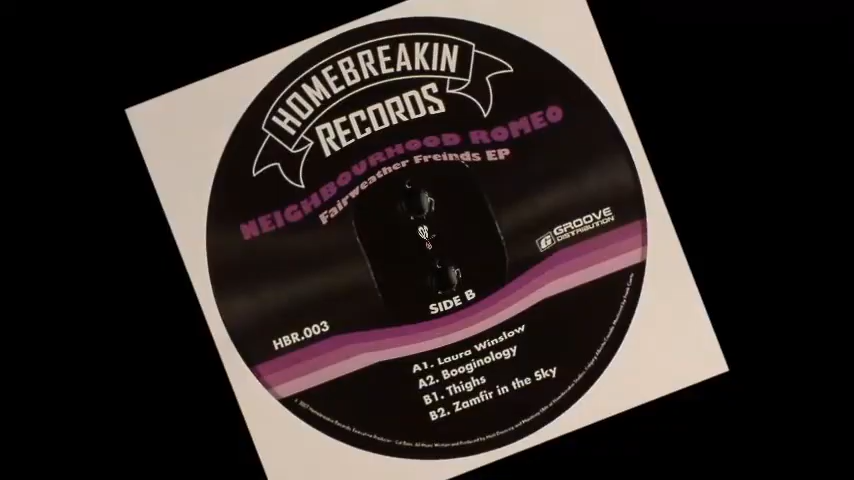 HOMEBREAKIN
RECORDS
NEIGHBOURHOOD ROMEO
Fairweather Freinds EP
GROOVE
DISTRIBUTION
SIDE B
HBR.003
A1. Laura Winslow
A2. Booginology
B1. Thighs
B2. Zamfir in the Sky